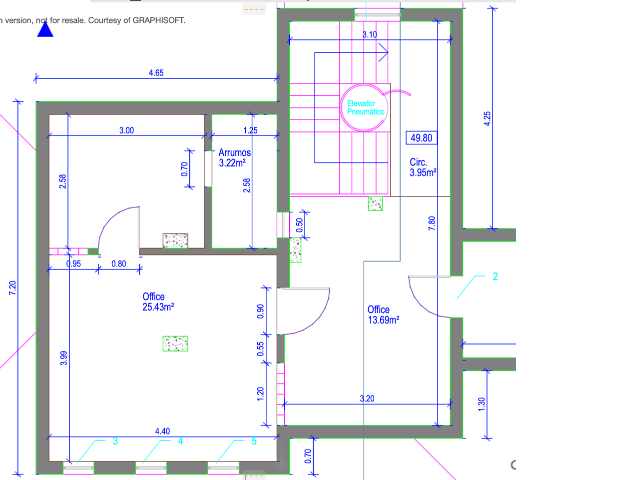 n version, not for resale. Courtesy of GRAPHISOFT.
3.10
4.65
Elevador
Pneumático
3.00
1.25
49.80
4.25
Arrumos
3.22m²
Circ.
3.95m²
0.70
2.58
2.58
0.50
7.80
0.95
0.80
2
7.20
Office
25.43m²
0.90
Office
13.69m²
3.99
0.55
1.20
3.20
1.30
4.40
3
4
5
0.70